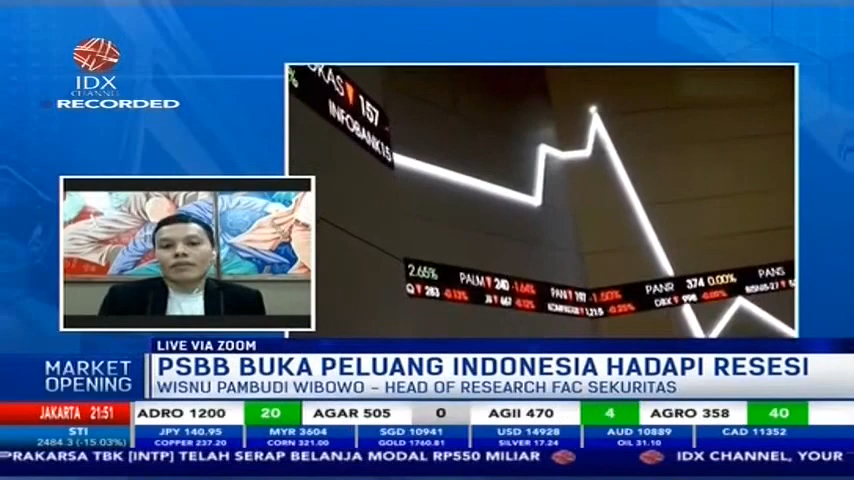 IDX
CHANNEL
RECORDED
157
INFOBANK15
2.65%
PALM 240 -1.64%
PANR 374 0.00%
PANS
LIVE VIA ZOOM
MARKET OPENING
PSBB BUKA PELUANG INDONESIA HADAPI RESESI
WISNU PAMBUDI WIBOWO – HEAD OF RESEARCH FAC SEKURITAS
JAKARTA 21:51
ADRO 1200 20 AGAR 505 0 AGII 470 4 AGRO 358 40
STI
2484.3 (-15.03%)
JPY 140.95 MYR 3604 SGD 10941 USD 14928 AUD 10889 CAD 11352
COPPER 237.20 CORN 321.00 GOLD 1760.81 SILVER 17.24 OIL 31.10
PRAKARSA TBK [INTP] TELAH SERAP BELANJA MODAL RP550 MILIAR IDX CHANNEL, YOUR